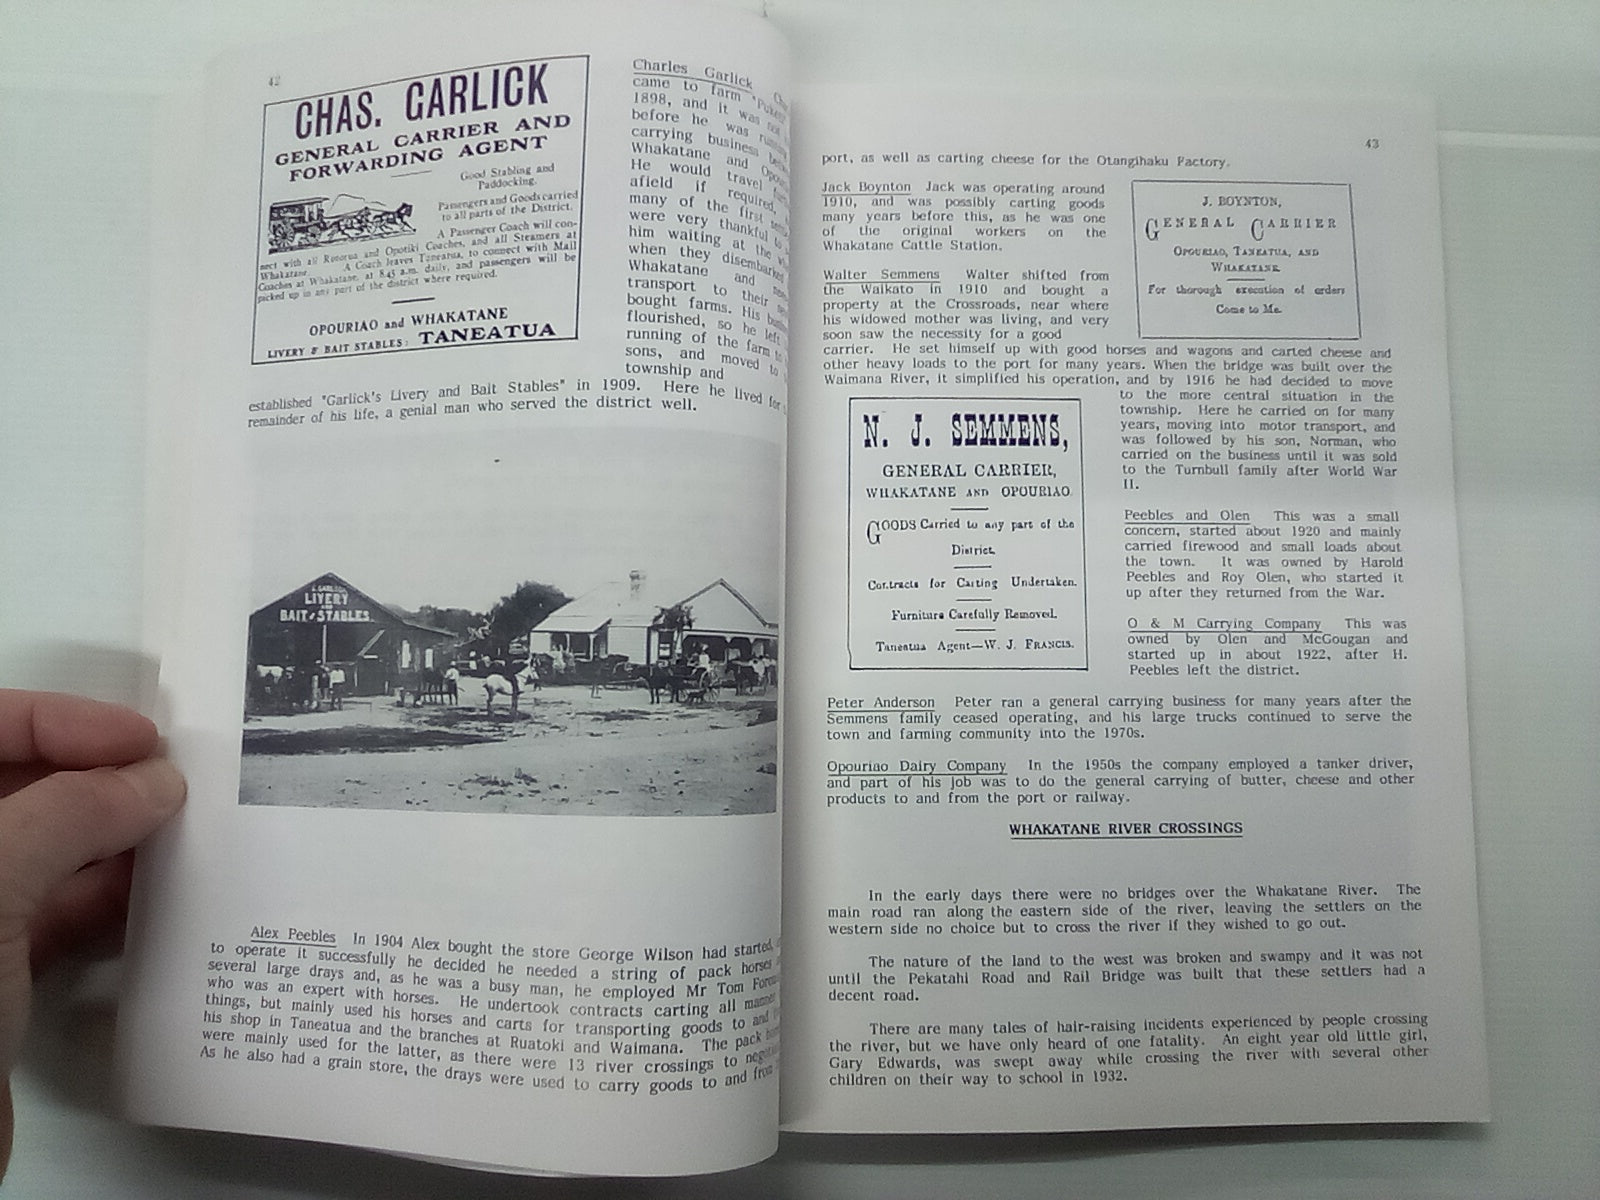 42
CHAS. GARLICK
GENERAL CARRIER AND
FORWARDING AGENT
Good Stabling and
Paddocking.
Passengers and Goods carried
to all parts of the District.
A Passenger Coach will con-
nect with all Rotorua and Opotiki Coaches, and all Steamers at
Whakatane. A Coach leaves Taneatua, to connect with Mail
Coaches at Whakatane, at 8.45 a.m. daily, and passengers will be
picked up in any part of the district where required.
OPOURIAO and WHAKATANE
LIVERY & BAIT STABLES: TANEATUA
Charles Garlick
came to farm
1898, and it was not
before he was running
carrying business
Whakatane and
He would travel
afield if required,
many of the first
were very thankful to
him waiting at the
when they disembarked
Whakatane and
transport to their
bought farms. His
flourished, so he left
running of the farm to
sons, and moved to
township and
established "Garlick's Livery and Bait Stables" in 1909. Here he lived for
remainder of his life, a genial man who served the district well.
GARLICK
LIVERY
AND
BAIT STABLES.
Alex Peebles In 1904 Alex bought the store George Wilson had started,
to operate it successfully he decided he needed a string of pack horses
several large drays and, as he was a busy man, he employed Mr Tom
who was an expert with horses. He undertook contracts carting all manner
things, but mainly used his horses and carts for transporting goods to and
his shop in Taneatua and the branches at Ruatoki and Waimana. The pack
were mainly used for the latter, as there were 13 river crossings to
As he also had a grain store, the drays were used to carry goods to and from
43
port, as well as carting cheese for the Otangihaku Factory.
Jack Boynton Jack was operating around
1910, and was possibly carting goods
many years before this, as he was one
of the original workers on the
Whakatane Cattle Station.
J. BOYNTON,
GENERAL CARRIER
OPOURIAO, TANEATUA, AND
WHAKATANE.
For thorough execution of orders
Come to Me.
Walter Semmens Walter shifted from
the Waikato in 1910 and bought a
property at the Crossroads, near where
his widowed mother was living, and very
soon saw the necessity for a good
carrier. He set himself up with good horses and wagons and carted cheese and
other heavy loads to the port for many years. When the bridge was built over the
Waimana River, it simplified his operation, and by 1916 he had decided to move
to the more central situation in the
township. Here he carried on for many
years, moving into motor transport, and
was followed by his son, Norman, who
carried on the business until it was sold
to the Turnbull family after World War
II.
N. J. SEMMENS,
GENERAL CARRIER,
WHAKATANE AND OPOURIAO.
GOODS Carried to any part of the
District.
Contracts for Carting Undertaken.
Furniture Carefully Removed.
Taneatua Agent—W. J. FRANCIS.
Peebles and Olen This was a small
concern, started about 1920 and mainly
carried firewood and small loads about
the town. It was owned by Harold
Peebles and Roy Olen, who started it
up after they returned from the War.
O & M Carrying Company This was
owned by Olen and McGougan and
started up in about 1922, after H.
Peebles left the district.
Peter Anderson Peter ran a general carrying business for many years after the
Semmens family ceased operating, and his large trucks continued to serve the
town and farming community into the 1970s.
Opouriao Dairy Company In the 1950s the company employed a tanker driver,
and part of his job was to do the general carrying of butter, cheese and other
products to and from the port or railway.
WHAKATANE RIVER CROSSINGS
In the early days there were no bridges over the Whakatane River. The
main road ran along the eastern side of the river, leaving the settlers on the
western side no choice but to cross the river if they wished to go out.
The nature of the land to the west was broken and swampy and it was not
until the Pekatahi Road and Rail Bridge was built that these settlers had a
decent road.
There are many tales of hair-raising incidents experienced by people crossing
the river, but we have only heard of one fatality. An eight year old little girl,
Gary Edwards, was swept away while crossing the river with several other
children on their way to school in 1932.